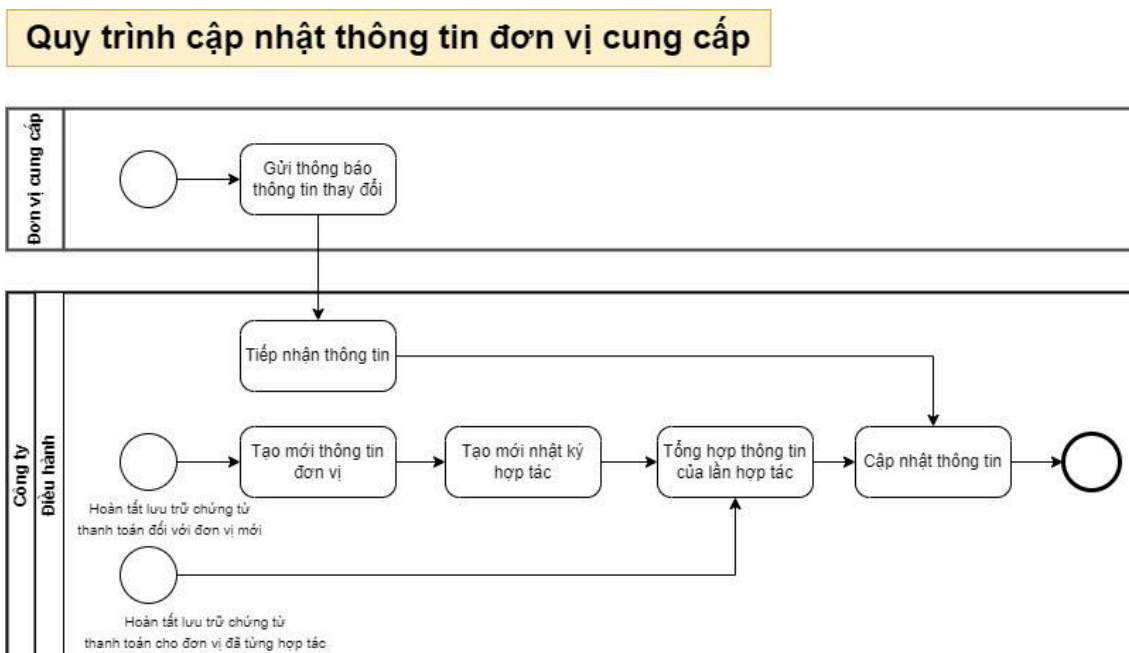 Quy trình cập nhật thông tin đơn vị cung cấp
Đơn vị cung cấp
Gửi thông báo
thông tin thay đổi
Công ty
Điều hành
Tiếp nhận thông tin
Tạo mới thông tin
đơn vị
Tạo mới nhật ký
hợp tác
Tổng hợp thông tin
của lần hợp tác
Cập nhật thông tin
Hoàn tất lưu trữ chứng từ
thanh toán đối với đơn vị mới
Hoàn tất lưu trữ chứng từ
thanh toán cho đơn vị đã từng hợp tác